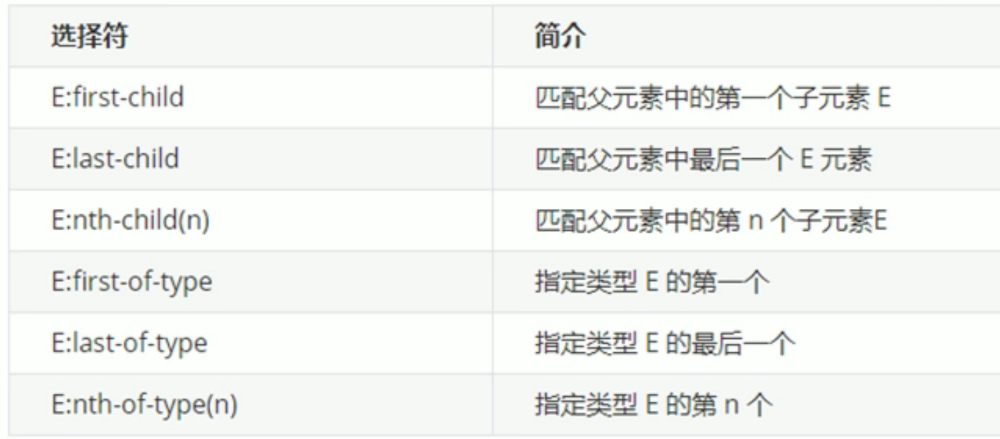 选择符 简介
E:first-child 匹配父元素中的第一个子元素 E
E:last-child 匹配父元素中最后一个 E 元素
E:nth-child(n) 匹配父元素中的第 n 个子元素E
E:first-of-type 指定类型 E 的第一个
E:last-of-type 指定类型 E 的最后一个
E:nth-of-type(n) 指定类型 E 的第 n 个